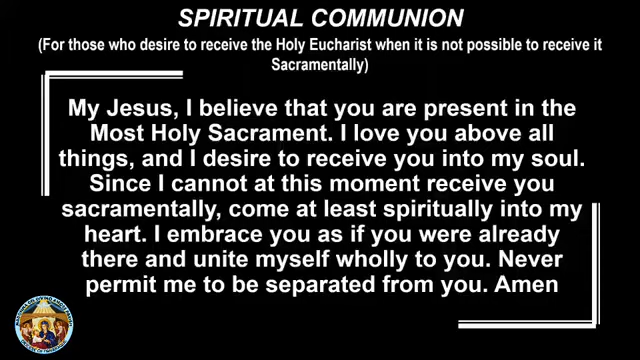 SPIRITUAL COMMUNION
(For those who desire to receive the Holy Eucharist when it is not possible to receive it
Sacramentally)
My Jesus, I believe that you are present in the
Most Holy Sacrament. I love you above all
things, and I desire to receive you into my soul.
Since I cannot at this moment receive you
sacramentally, come at least spiritually into my
heart. I embrace you as if you were already
there and unite myself wholly to you. Never
permit me to be separated from you. Amen